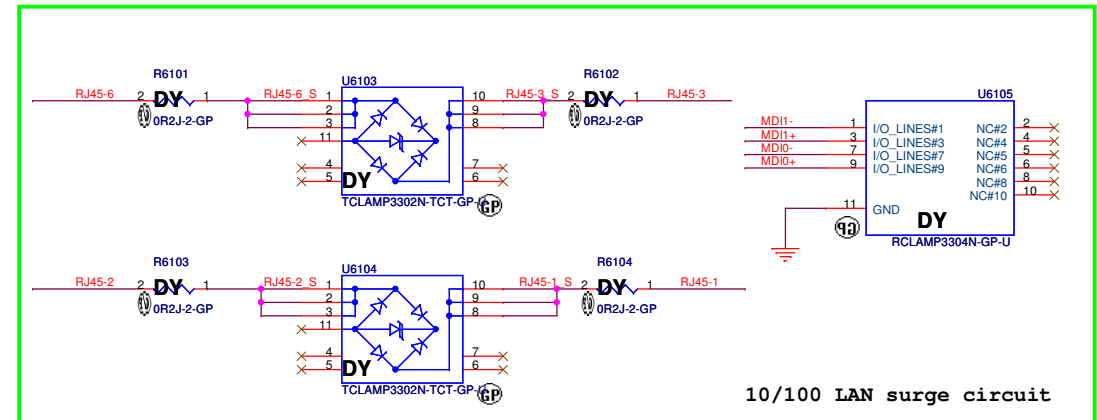 R6101
RJ45-6 2 DY 1 RJ45-6_S
0R2J-2-GP
U6103
1 10
2 9
3 8
11
4 7
5 6
DY
TCLAMP3302N-TCT-GP-U
GP
R6102
RJ45-3_S 2 DY 1 RJ45-3
0R2J-2-GP
U6105
MDI1- 1 I/O_LINES#1 NC#2 2
MDI1+ 3 I/O_LINES#3 NC#4 4
MDI0- 7 I/O_LINES#7 NC#5 5
MDI0+ 9 I/O_LINES#9 NC#6 6
NC#8 8
NC#10 10
11 GND
GP
DY
RCLAMP3304N-GP-U
R6103
RJ45-2 2 DY 1 RJ45-2_S
0R2J-2-GP
U6104
1 10
2 9
3 8
11
4 7
5 6
DY
TCLAMP3302N-TCT-GP-U
GP
R6104
RJ45-1_S 2 DY 1 RJ45-1
0R2J-2-GP
10/100 LAN surge circuit